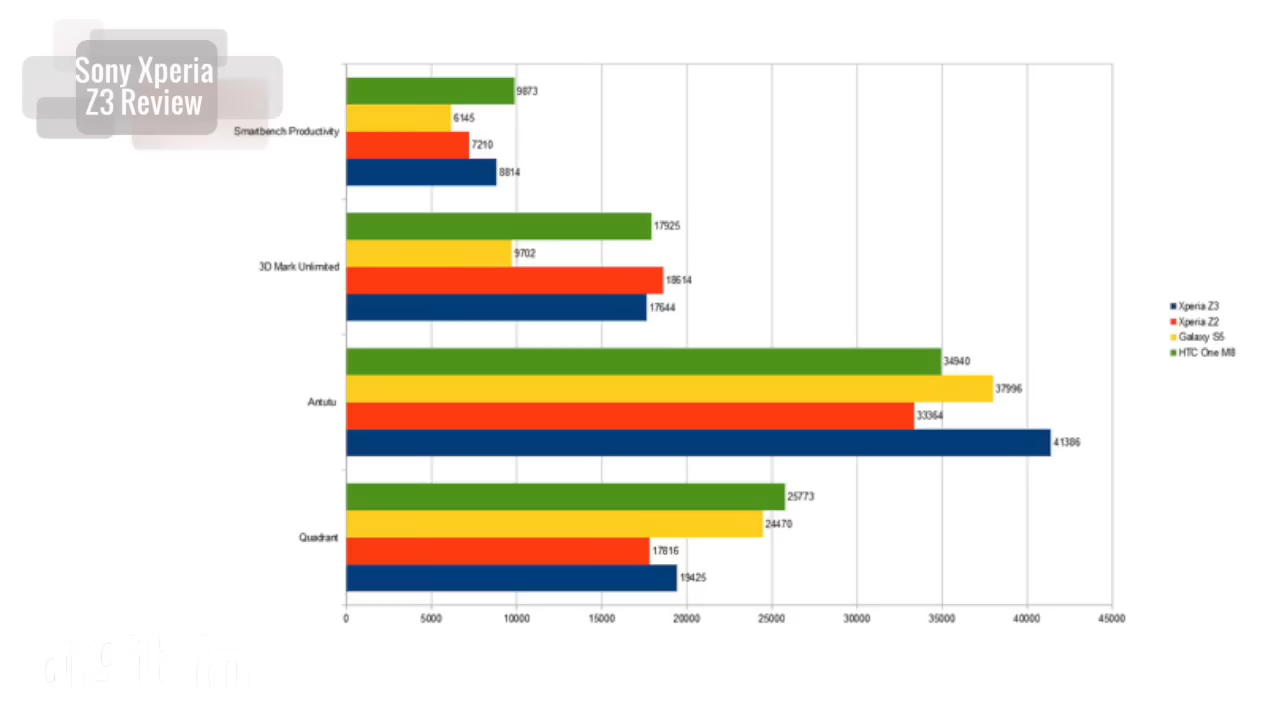 Sony Xperia
Z3 Review
Smartbench Productivity
9873
6145
7210
8814
3D Mark Unlimited
17925
9702
18614
17644
Antutu
34940
37996
33364
41386
Quadrant
25773
24470
17816
19425
0 5000 10000 15000 20000 25000 30000 35000 40000 45000
Xperia Z3
Xperia Z2
Galaxy S5
HTC One M8